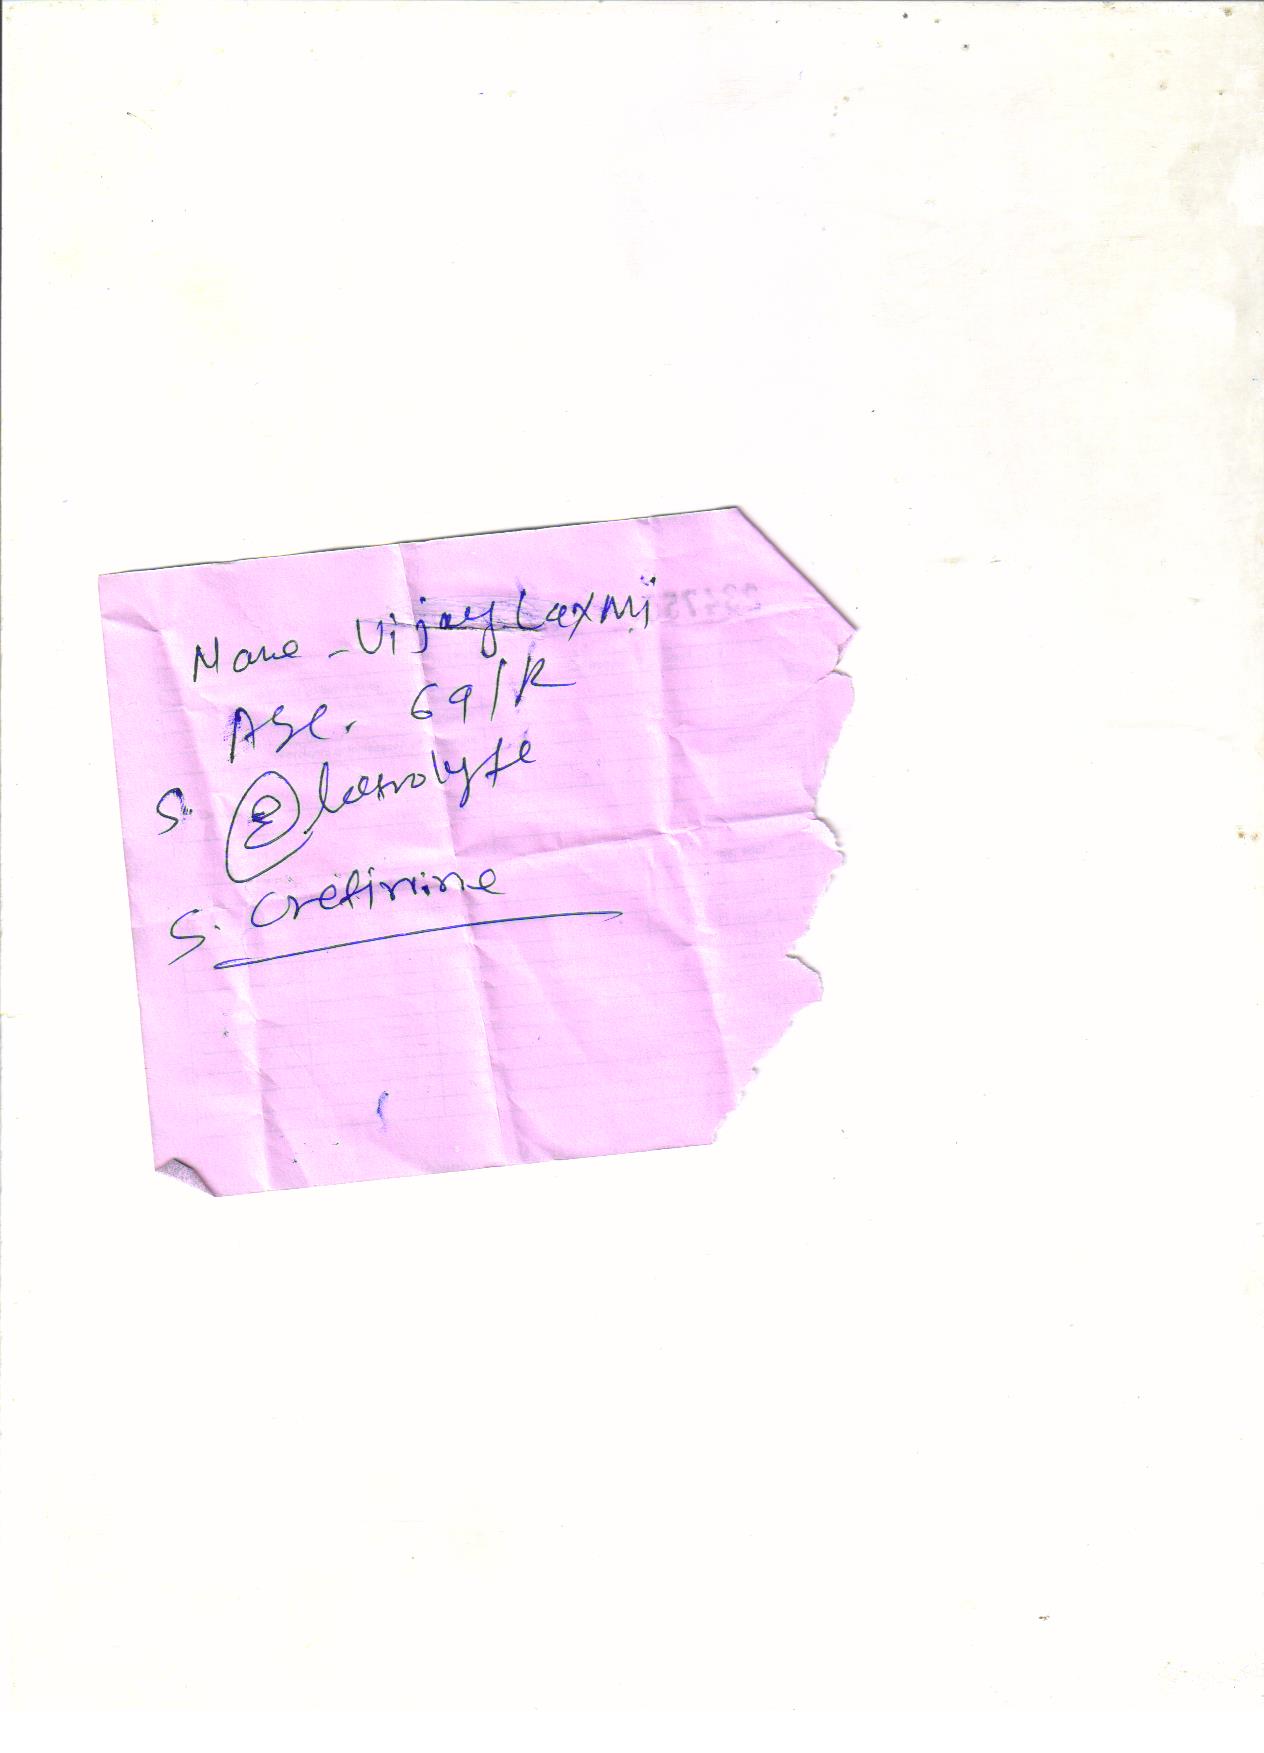 Name - Vijay Laxmi
Age. 69/R
S. Electrolyte
S. Cretinine